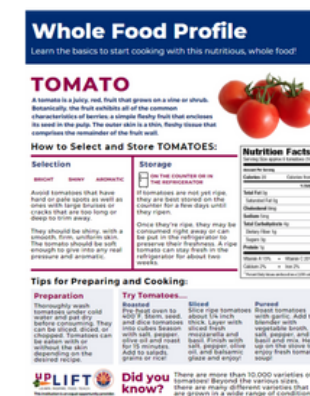 Whole Food Profile
Learn the basics to start cooking with this nutritious, whole food!
TOMATO
A tomato is a juicy, red, fruit that grows on a vine or shrub.
Botanically, the fruit exhibits all of the common
characteristics of berries; a simple fleshy fruit that encloses
its seed in the pulp. The outer skin is a thin, fleshy tissue that
comprises the remainder of the fruit wall.
How to Select and Store TOMATOES:
Selection
BRIGHT SHINY AROMATIC
Avoid tomatoes that have
hard or pale spots as well as
ones with large bruises or
cracks that are too long or
deep to trim away.
They should be shiny, with a
smooth, firm, uniform skin.
The tomato should be soft
enough to give into any real
pressure and aromatic.
Storage
ON THE COUNTER OR IN
THE REFRIGERATOR
If tomatoes are not yet ripe,
they are best stored on the
counter for a few days until
they ripen.
Once they're ripe, they may be
consumed right away or can
be put in the refrigerator to
preserve their freshness. A ripe
tomato can stay fresh in the
refrigerator for about two
weeks.
Nutrition Facts
Total Fat
Saturated Fat
Cholesterol
Sodium
Total Carbohydrate
Dietary Fiber
Sugars
Protein
Vitamin A
Vitamin C
Calcium
Iron
Tips for Preparing and Cooking:
Preparation
Thoroughly wash
tomatoes under cold
water and pat dry
before consuming. They
can be sliced, diced, or
chopped. Tomatoes can
be eaten with or
without the skin
depending on the
desired recipe.
Try Tomatoes....
Roasted
Pre-heat oven to
400°F. Stem, seed,
and dice tomatoes
into cubes. Season
with salt, pepper,
olive oil and roast
for 15 minutes.
Add to salads,
grains or rice!
Sliced
Slice ripe tomatoes
about 1/4 inch
thick. Layer with
sliced fresh
mozzarella and
basil. Finish with
salt, pepper, olive
oil, and balsamic
glaze and enjoy!
Pureed
Roast tomatoes
with garlic. Add
blender with
vegetable broth,
salt, pepper, and
basil and mix. He
up on the stove t
enjoy fresh toma
soup!
UPLIFT
Did you
know?
There are more than 10,000 varieties o
tomatoes! Beyond the various sizes,
there are many different varieties that
are grown in a wide range of condition